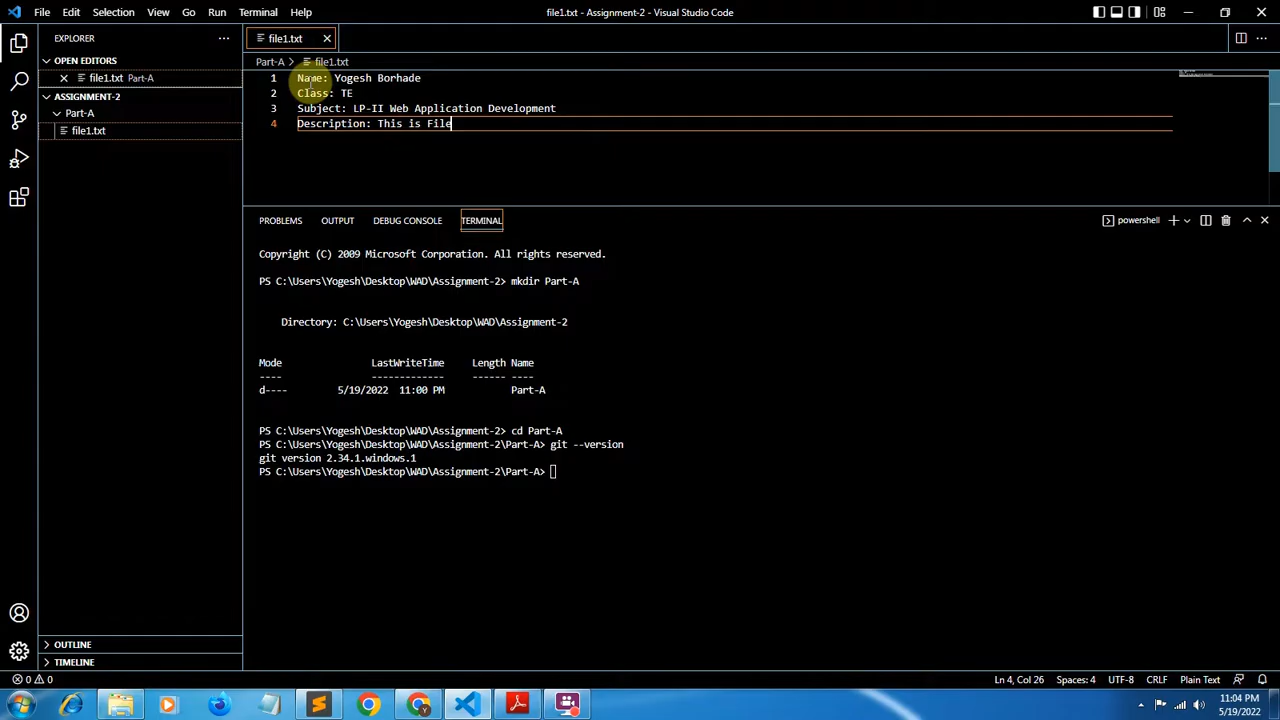 File Edit Selection View Go Run Terminal Help
file1.txt - Assignment-2 - Visual Studio Code
EXPLORER
file1.txt
OPEN EDITORS
file1.txt Part-A
ASSIGNMENT-2
Part-A
file1.txt
Part-A > file1.txt
1 Name: Yogesh Borhade
2 Class: TE
3 Subject: LP-II Web Application Development
4 Description: This is File
PROBLEMS OUTPUT DEBUG CONSOLE TERMINAL
powershell
Copyright (C) 2009 Microsoft Corporation. All rights reserved.
PS C:\Users\Yogesh\Desktop\WAD\Assignment-2> mkdir Part-A
Directory: C:\Users\Yogesh\Desktop\WAD\Assignment-2
Mode LastWriteTime Length Name
---- ------------- ------ ----
d---- 5/19/2022 11:00 PM Part-A
PS C:\Users\Yogesh\Desktop\WAD\Assignment-2> cd Part-A
PS C:\Users\Yogesh\Desktop\WAD\Assignment-2\Part-A> git --version
git version 2.34.1.windows.1
PS C:\Users\Yogesh\Desktop\WAD\Assignment-2\Part-A>
OUTLINE
TIMELINE
0 0
Ln 4, Col 26 Spaces: 4 UTF-8 CRLF Plain Text
11:04 PM
5/19/2022